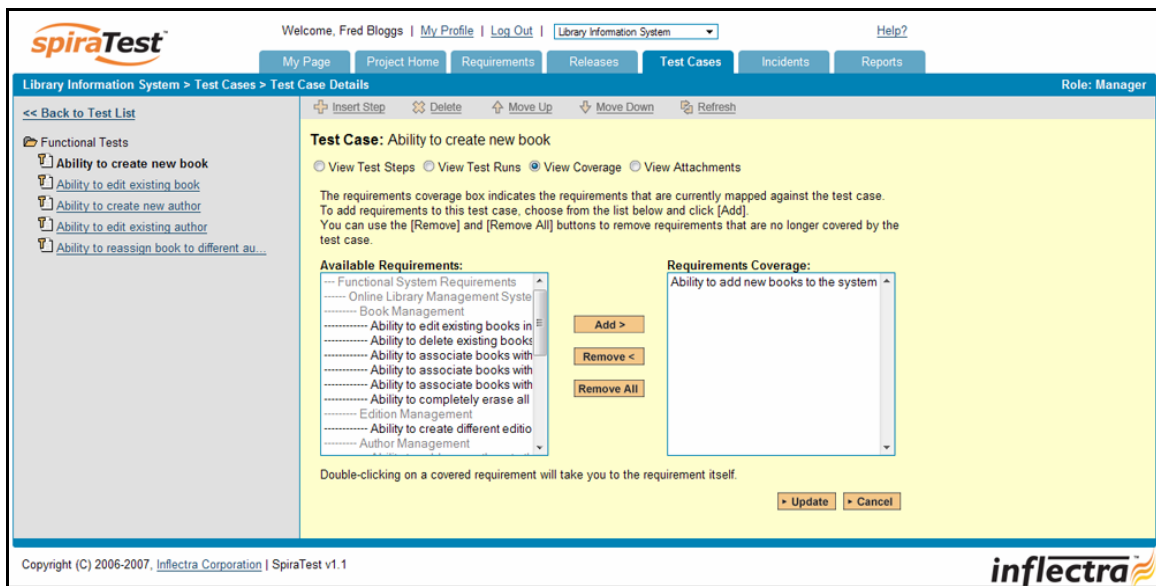 spiraTest
Welcome, Fred Bloggs | My Profile | Log Out | Library Information System Help?
My Page Project Home Requirements Releases Test Cases Incidents Reports
Library Information System > Test Cases > Test Case Details Role: Manager
<< Back to Test List
Functional Tests
Ability to create new book
Ability to edit existing book
Ability to create new author
Ability to edit existing author
Ability to reassign book to different au...
Insert Step Delete Move Up Move Down Refresh
Test Case: Ability to create new book
View Test Steps View Test Runs View Coverage View Attachments
The requirements coverage box indicates the requirements that are currently mapped against the test case.
To add requirements to this test case, choose from the list below and click [Add].
You can use the [Remove] and [Remove All] buttons to remove requirements that are no longer covered by the
test case.
Available Requirements:
--- Functional System Requirements
------ Online Library Management Syste
--------- Book Management
------------ Ability to edit existing books in
------------ Ability to delete existing books
------------ Ability to associate books with
------------ Ability to associate books with
------------ Ability to associate books with
------------ Ability to completely erase all
--------- Edition Management
------------ Ability to create different editio
--------- Author Management
Add >
Remove <
Remove All
Requirements Coverage:
Ability to add new books to the system
Double-clicking on a covered requirement will take you to the requirement itself.
Update Cancel
Copyright (C) 2006-2007, Inflectra Corporation | SpiraTest v1.1
inflectra